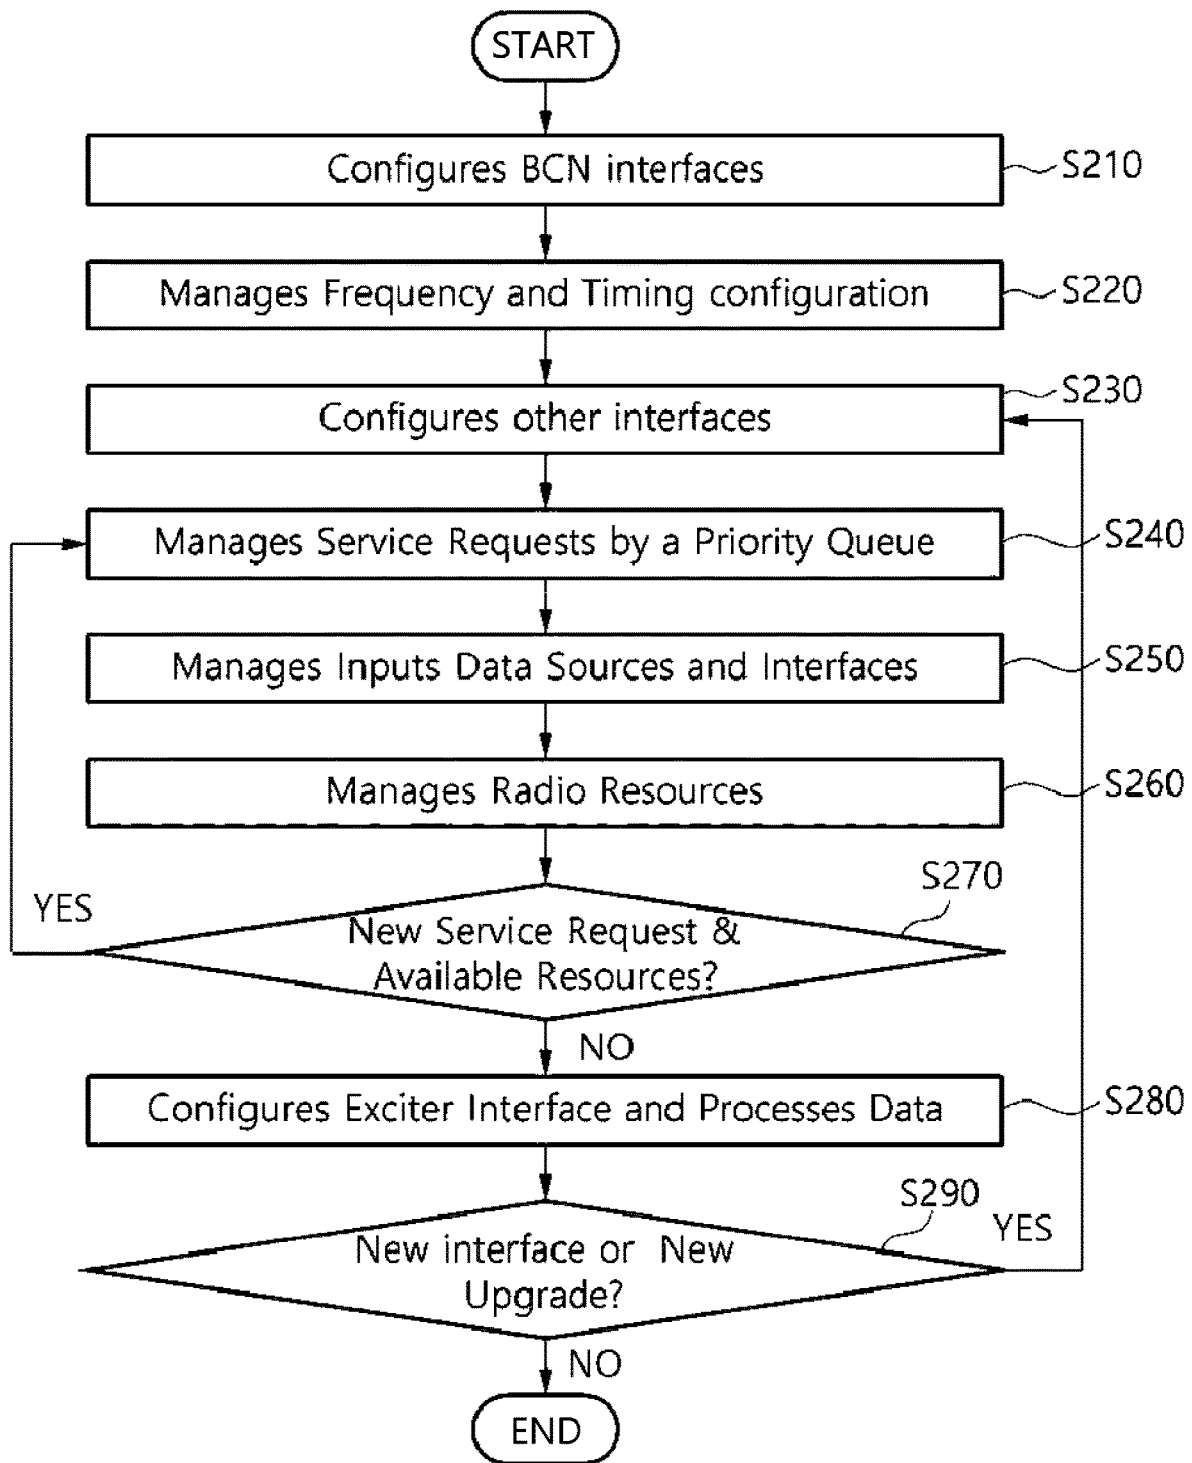 START
Configures BCN interfaces
S210
Manages Frequency and Timing configuration
S220
Configures other interfaces
S230
Manages Service Requests by a Priority Queue
S240
Manages Inputs Data Sources and Interfaces
S250
Manages Radio Resources
S260
S270
YES
New Service Request &
Available Resources?
NO
Configures Exciter Interface and Processes Data
S280
S290
YES
New interface or New
Upgrade?
NO
END